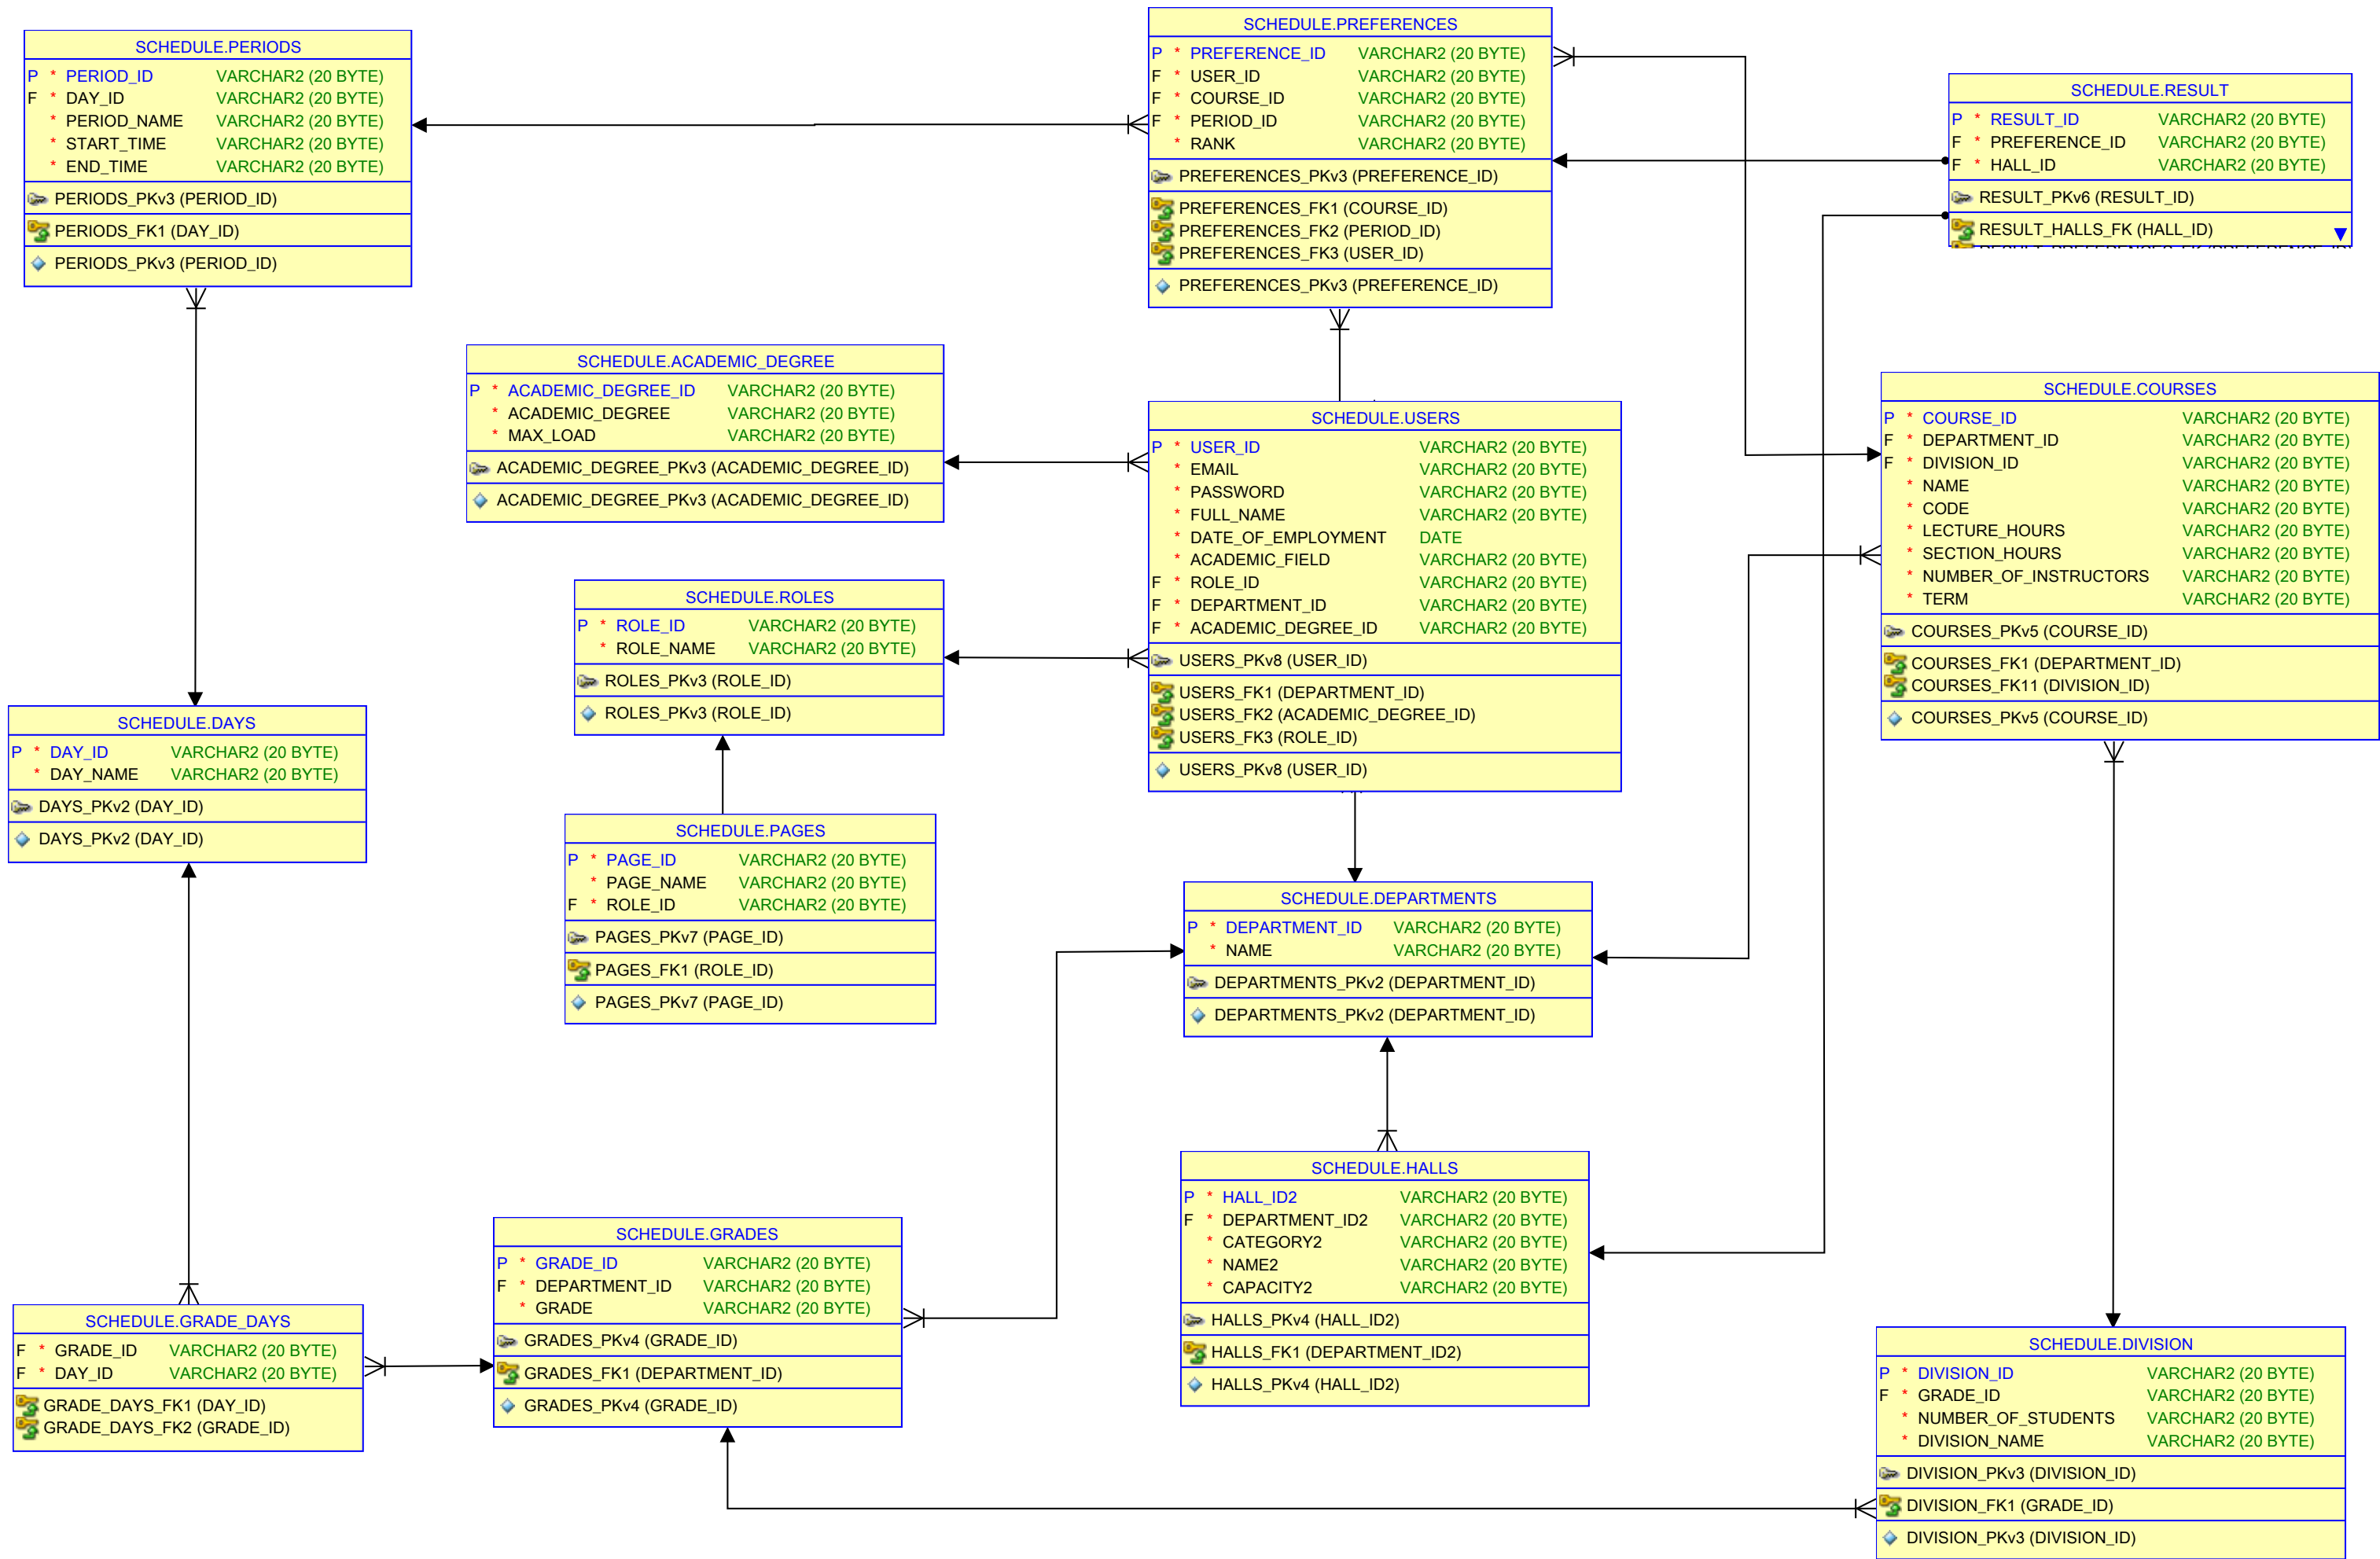 SCHEDULE.PERIODS
P * PERIOD_ID VARCHAR2 (20 BYTE)
F * DAY_ID VARCHAR2 (20 BYTE)
* PERIOD_NAME VARCHAR2 (20 BYTE)
* START_TIME VARCHAR2 (20 BYTE)
* END_TIME VARCHAR2 (20 BYTE)
PERIODS_PKv3 (PERIOD_ID)
PERIODS_FK1 (DAY_ID)
PERIODS_PKv3 (PERIOD_ID)
SCHEDULE.PREFERENCES
P * PREFERENCE_ID VARCHAR2 (20 BYTE)
F * USER_ID VARCHAR2 (20 BYTE)
F * COURSE_ID VARCHAR2 (20 BYTE)
F * PERIOD_ID VARCHAR2 (20 BYTE)
* RANK VARCHAR2 (20 BYTE)
PREFERENCES_PKv3 (PREFERENCE_ID)
PREFERENCES_FK1 (COURSE_ID)
PREFERENCES_FK2 (PERIOD_ID)
PREFERENCES_FK3 (USER_ID)
PREFERENCES_PKv3 (PREFERENCE_ID)
SCHEDULE.RESULT
P * RESULT_ID VARCHAR2 (20 BYTE)
F * PREFERENCE_ID VARCHAR2 (20 BYTE)
F * HALL_ID VARCHAR2 (20 BYTE)
RESULT_PKv6 (RESULT_ID)
RESULT_HALLS_FK (HALL_ID)
SCHEDULE.ACADEMIC_DEGREE
P * ACADEMIC_DEGREE_ID VARCHAR2 (20 BYTE)
* ACADEMIC_DEGREE VARCHAR2 (20 BYTE)
* MAX_LOAD VARCHAR2 (20 BYTE)
ACADEMIC_DEGREE_PKv3 (ACADEMIC_DEGREE_ID)
ACADEMIC_DEGREE_PKv3 (ACADEMIC_DEGREE_ID)
SCHEDULE.USERS
P * USER_ID VARCHAR2 (20 BYTE)
* EMAIL VARCHAR2 (20 BYTE)
* PASSWORD VARCHAR2 (20 BYTE)
* FULL_NAME VARCHAR2 (20 BYTE)
* DATE_OF_EMPLOYMENT DATE
* ACADEMIC_FIELD VARCHAR2 (20 BYTE)
F * ROLE_ID VARCHAR2 (20 BYTE)
F * DEPARTMENT_ID VARCHAR2 (20 BYTE)
F * ACADEMIC_DEGREE_ID VARCHAR2 (20 BYTE)
USERS_PKv8 (USER_ID)
USERS_FK1 (DEPARTMENT_ID)
USERS_FK2 (ACADEMIC_DEGREE_ID)
USERS_FK3 (ROLE_ID)
USERS_PKv8 (USER_ID)
SCHEDULE.COURSES
P * COURSE_ID VARCHAR2 (20 BYTE)
F * DEPARTMENT_ID VARCHAR2 (20 BYTE)
F * DIVISION_ID VARCHAR2 (20 BYTE)
* NAME VARCHAR2 (20 BYTE)
* CODE VARCHAR2 (20 BYTE)
* LECTURE_HOURS VARCHAR2 (20 BYTE)
* SECTION_HOURS VARCHAR2 (20 BYTE)
* NUMBER_OF_INSTRUCTORS VARCHAR2 (20 BYTE)
* TERM VARCHAR2 (20 BYTE)
COURSES_PKv5 (COURSE_ID)
COURSES_FK1 (DEPARTMENT_ID)
COURSES_FK11 (DIVISION_ID)
COURSES_PKv5 (COURSE_ID)
SCHEDULE.ROLES
P * ROLE_ID VARCHAR2 (20 BYTE)
* ROLE_NAME VARCHAR2 (20 BYTE)
ROLES_PKv3 (ROLE_ID)
ROLES_PKv3 (ROLE_ID)
SCHEDULE.DAYS
P * DAY_ID VARCHAR2 (20 BYTE)
* DAY_NAME VARCHAR2 (20 BYTE)
DAYS_PKv2 (DAY_ID)
DAYS_PKv2 (DAY_ID)
SCHEDULE.PAGES
P * PAGE_ID VARCHAR2 (20 BYTE)
* PAGE_NAME VARCHAR2 (20 BYTE)
F * ROLE_ID VARCHAR2 (20 BYTE)
PAGES_PKv7 (PAGE_ID)
PAGES_FK1 (ROLE_ID)
PAGES_PKv7 (PAGE_ID)
SCHEDULE.DEPARTMENTS
P * DEPARTMENT_ID VARCHAR2 (20 BYTE)
* NAME VARCHAR2 (20 BYTE)
DEPARTMENTS_PKv2 (DEPARTMENT_ID)
DEPARTMENTS_PKv2 (DEPARTMENT_ID)
SCHEDULE.HALLS
P * HALL_ID2 VARCHAR2 (20 BYTE)
F * DEPARTMENT_ID2 VARCHAR2 (20 BYTE)
* CATEGORY2 VARCHAR2 (20 BYTE)
* NAME2 VARCHAR2 (20 BYTE)
* CAPACITY2 VARCHAR2 (20 BYTE)
HALLS_PKv4 (HALL_ID2)
HALLS_FK1 (DEPARTMENT_ID2)
HALLS_PKv4 (HALL_ID2)
SCHEDULE.GRADES
P * GRADE_ID VARCHAR2 (20 BYTE)
F * DEPARTMENT_ID VARCHAR2 (20 BYTE)
* GRADE VARCHAR2 (20 BYTE)
GRADES_PKv4 (GRADE_ID)
GRADES_FK1 (DEPARTMENT_ID)
GRADES_PKv4 (GRADE_ID)
SCHEDULE.GRADE_DAYS
F * GRADE_ID VARCHAR2 (20 BYTE)
F * DAY_ID VARCHAR2 (20 BYTE)
GRADE_DAYS_FK1 (DAY_ID)
GRADE_DAYS_FK2 (GRADE_ID)
SCHEDULE.DIVISION
P * DIVISION_ID VARCHAR2 (20 BYTE)
F * GRADE_ID VARCHAR2 (20 BYTE)
* NUMBER_OF_STUDENTS VARCHAR2 (20 BYTE)
* DIVISION_NAME VARCHAR2 (20 BYTE)
DIVISION_PKv3 (DIVISION_ID)
DIVISION_FK1 (GRADE_ID)
DIVISION_PKv3 (DIVISION_ID)